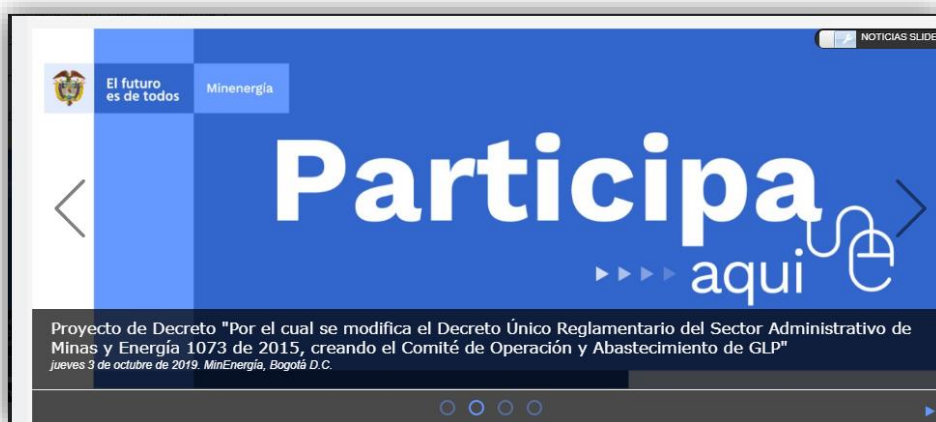 NOTICIAS SLIDE
El futuro
es de todos
Minenergía
Participa
aqui
Proyecto de Decreto "Por el cual se modifica el Decreto Único Reglamentario del Sector Administrativo de
Minas y Energía 1073 de 2015, creando el Comité de Operación y Abastecimiento de GLP"
jueves 3 de octubre de 2019. MinEnergía, Bogotá D.C.